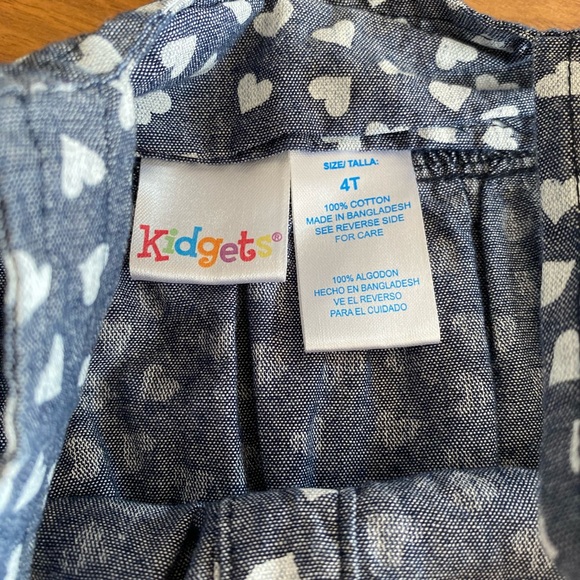 Kidgets®
SIZE/ TALLA:
4T
100% COTTON
MADE IN BANGLADESH
SEE REVERSE SIDE
FOR CARE
100% ALGODON
HECHO EN BANGLADESH
VE EL REVERSO
PARA EL CUIDADO